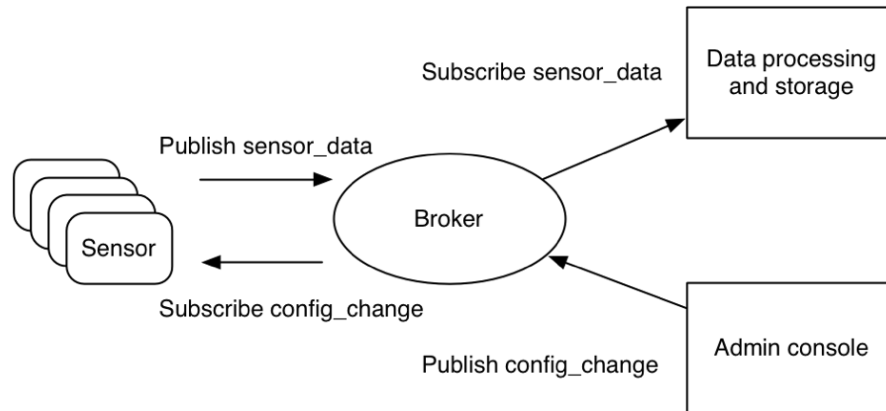 Subscribe sensor_data
Data processing
and storage
Publish sensor_data
Broker
Sensor
Subscribe config_change
Publish config_change
Admin console